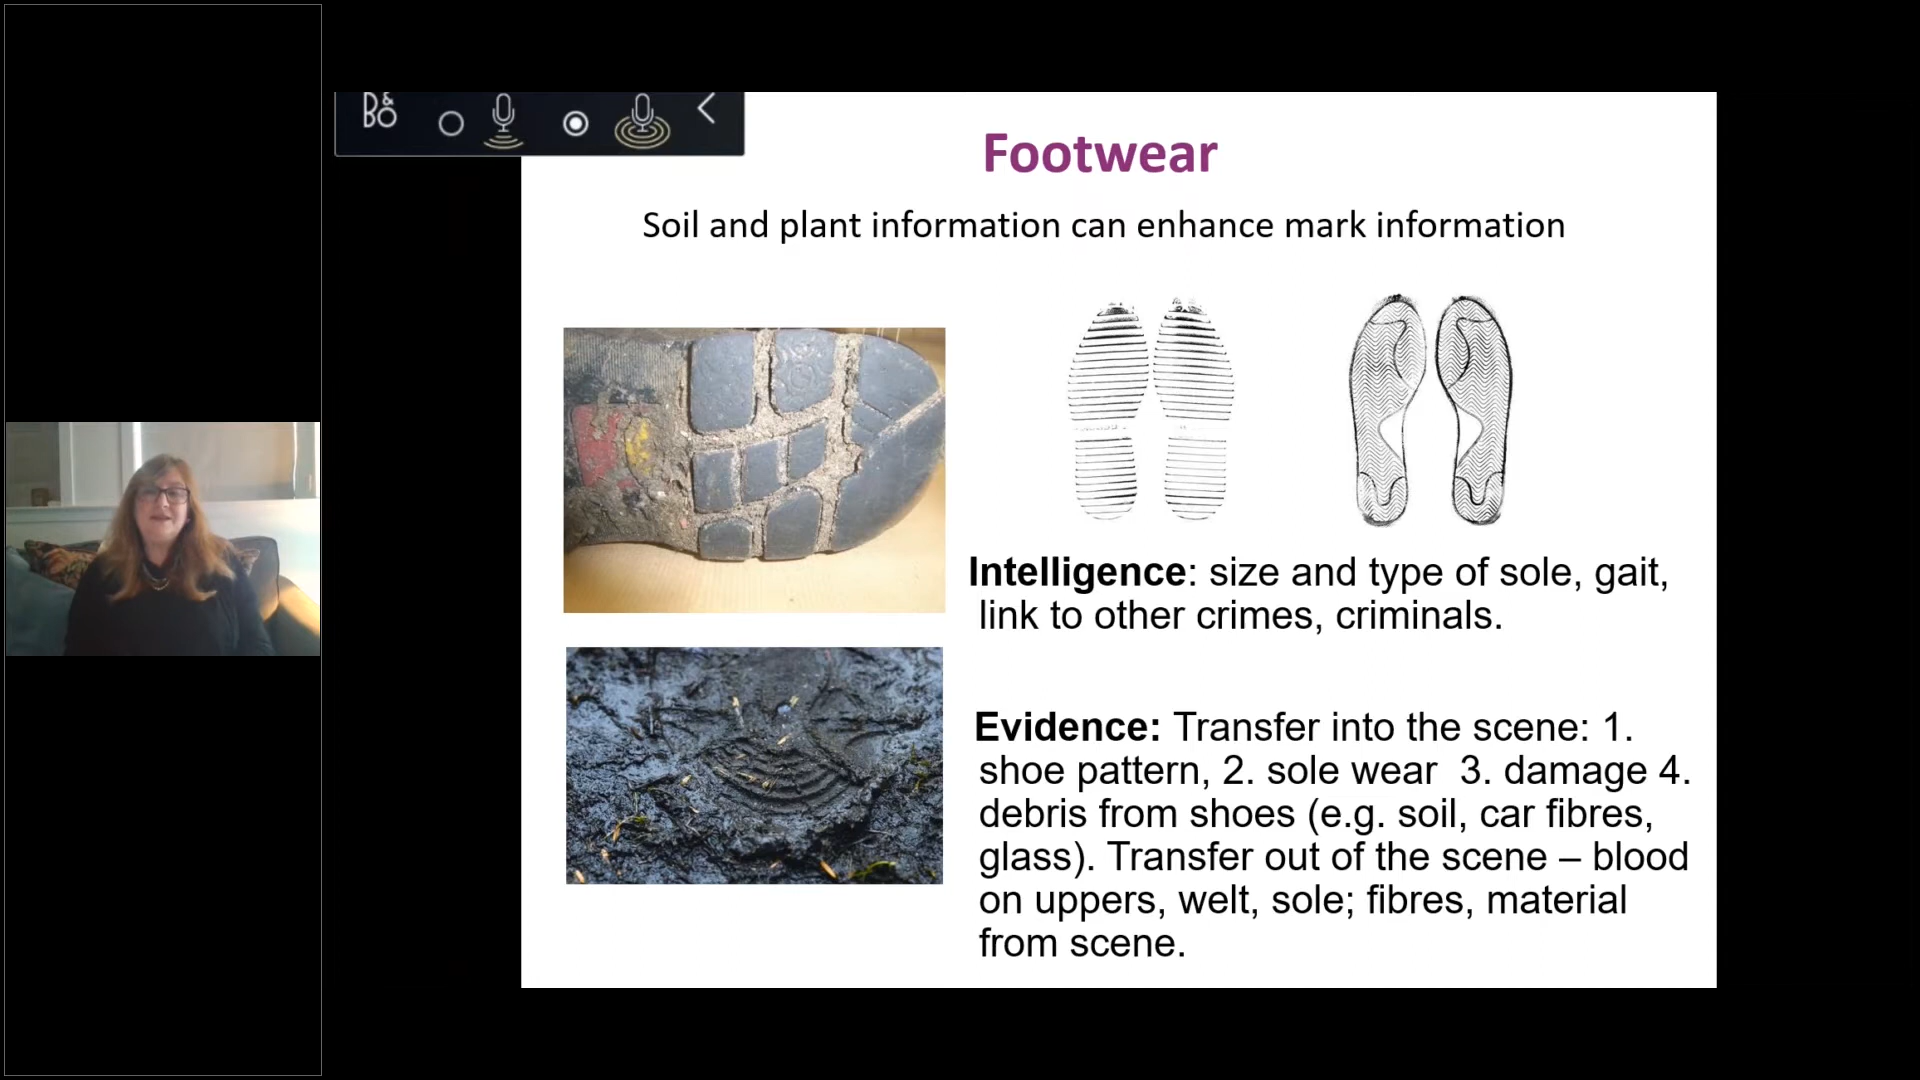 B&O
Footwear
Soil and plant information can enhance mark information
Intelligence: size and type of sole, gait,
link to other crimes, criminals.
Evidence: Transfer into the scene: 1.
shoe pattern, 2. sole wear  3. damage 4.
debris from shoes (e.g. soil, car fibres,
glass). Transfer out of the scene – blood
on uppers, welt, sole; fibres, material
from scene.